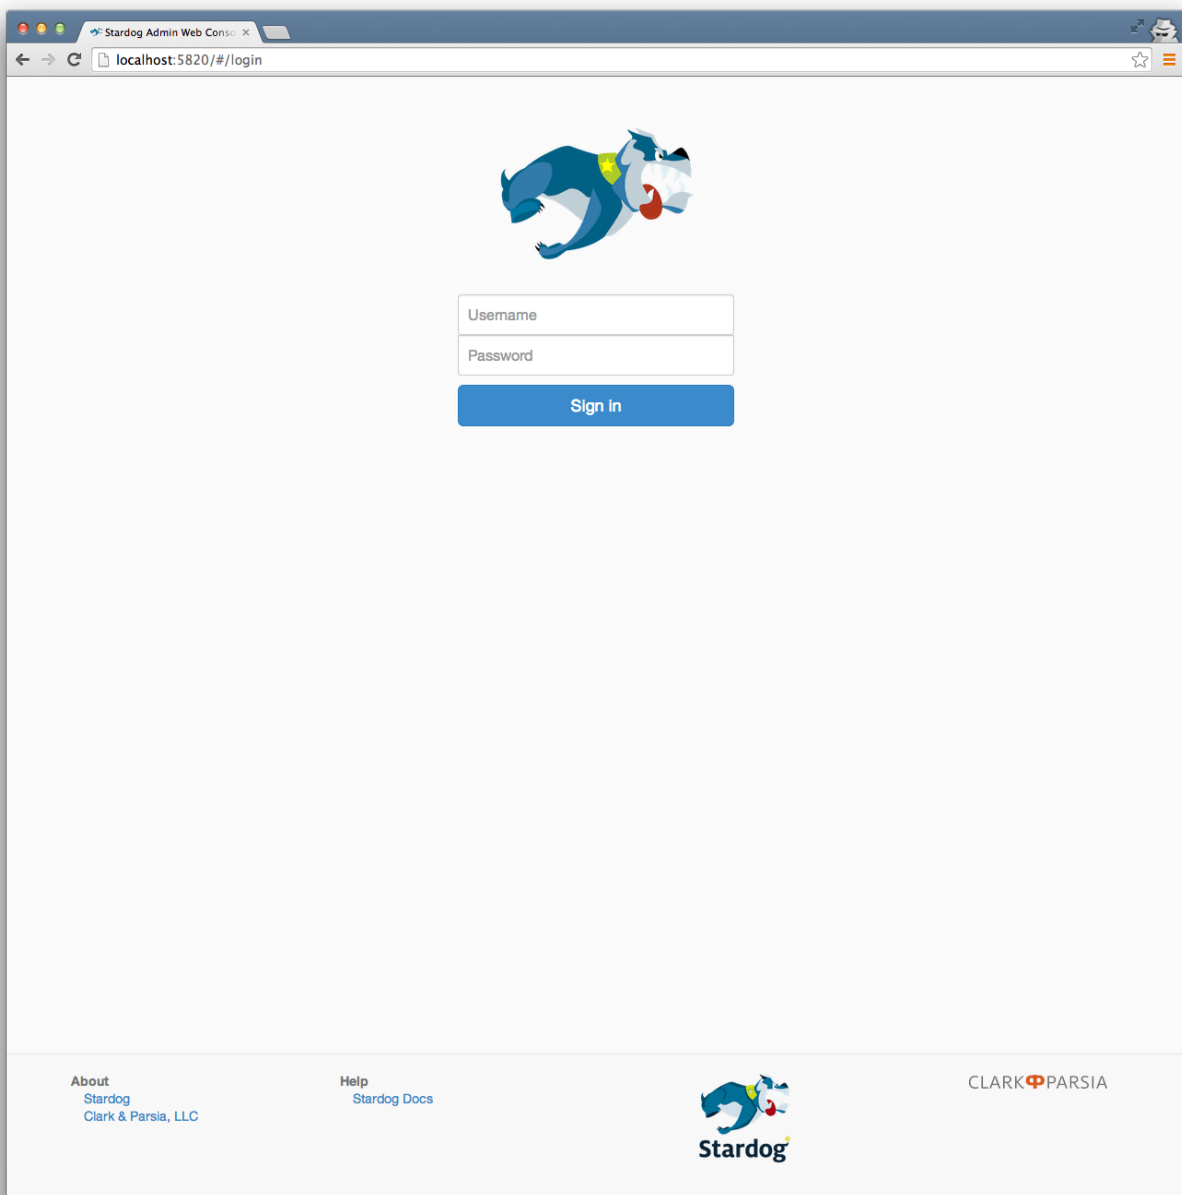 Stardog Admin Web Conso
localhost:5820/#/login
Username
Password
Sign in
About
Stardog
Clark & Parsia, LLC
Help
Stardog Docs
Stardog
CLARK PARSIA